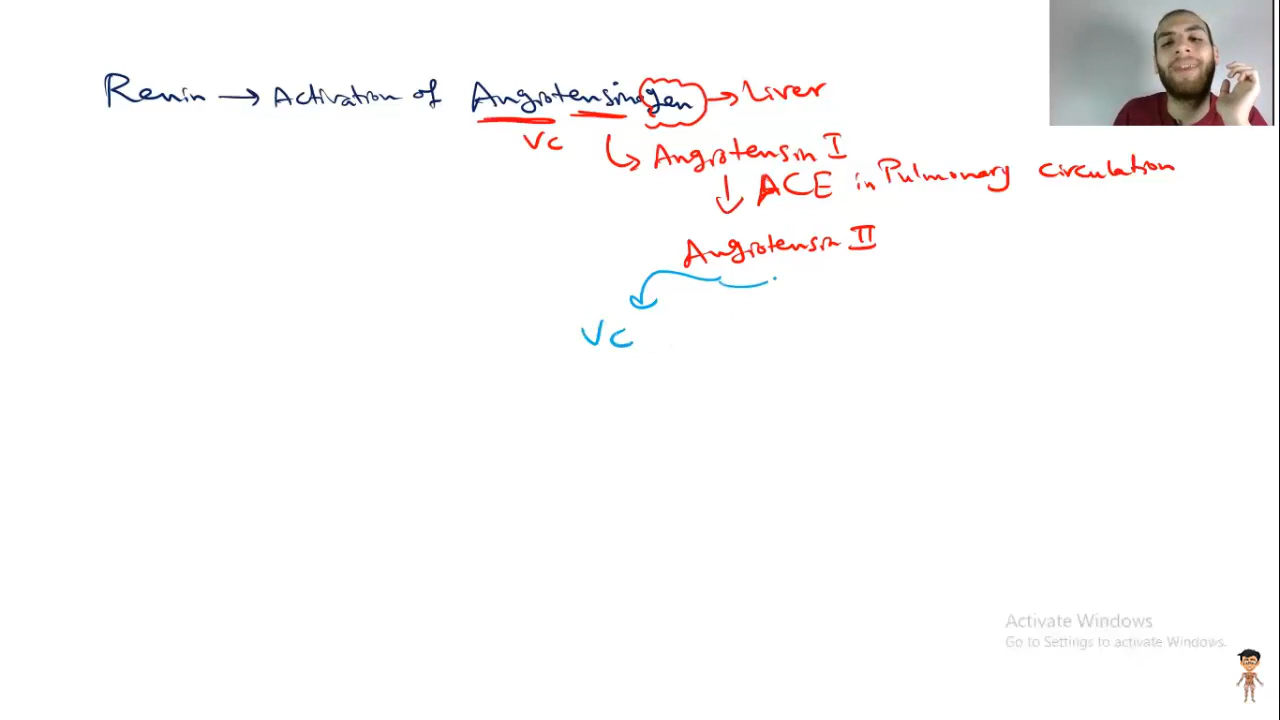 Renin → Activation of Angiotensinogen → Liver
VC
↳ Angiotensin I
↓ ACE in Pulmonary circulation
Angiotensin II
VC
Activate Windows
Go to Settings to activate Windows.